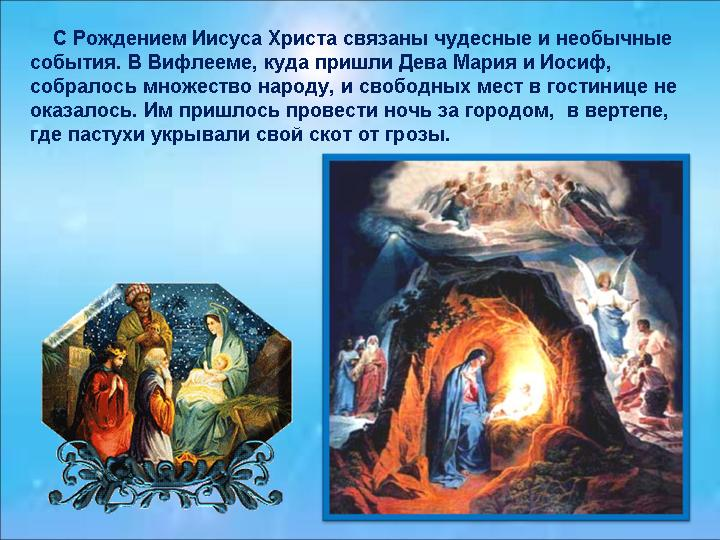 С Рождением Иисуса Христа связаны чудесные и необычные
события. В Вифлееме, куда пришли Дева Мария и Иосиф,
собралось множество народу, и свободных мест в гостинице не
оказалось. Им пришлось провести ночь за городом, в вертепе,
где пастухи укрывали свой скот от грозы.